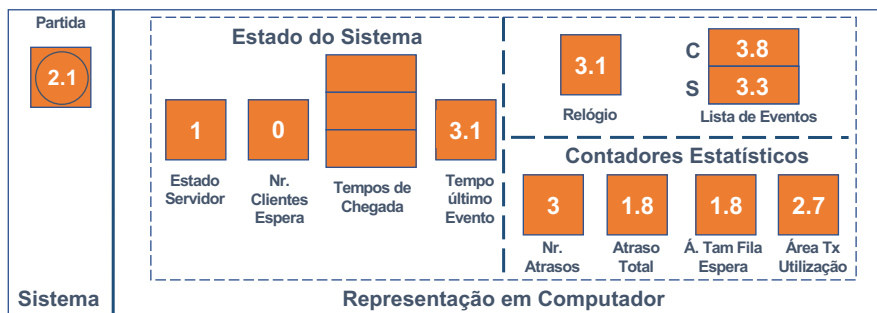 Partida
2.1
Sistema
Estado do Sistema
1
0
3.1
Estado
Servidor
Nr.
Clientes
Espera
Tempos de
Chegada
Tempo
último
Evento
3.1
Relógio
C
3.8
S
3.3
Lista de Eventos
Contadores Estatísticos
3
1.8
1.8
2.7
Nr.
Atrasos
Atraso
Total
Á. Tam Fila
Espera
Área Tx
Utilização
Representação em Computador